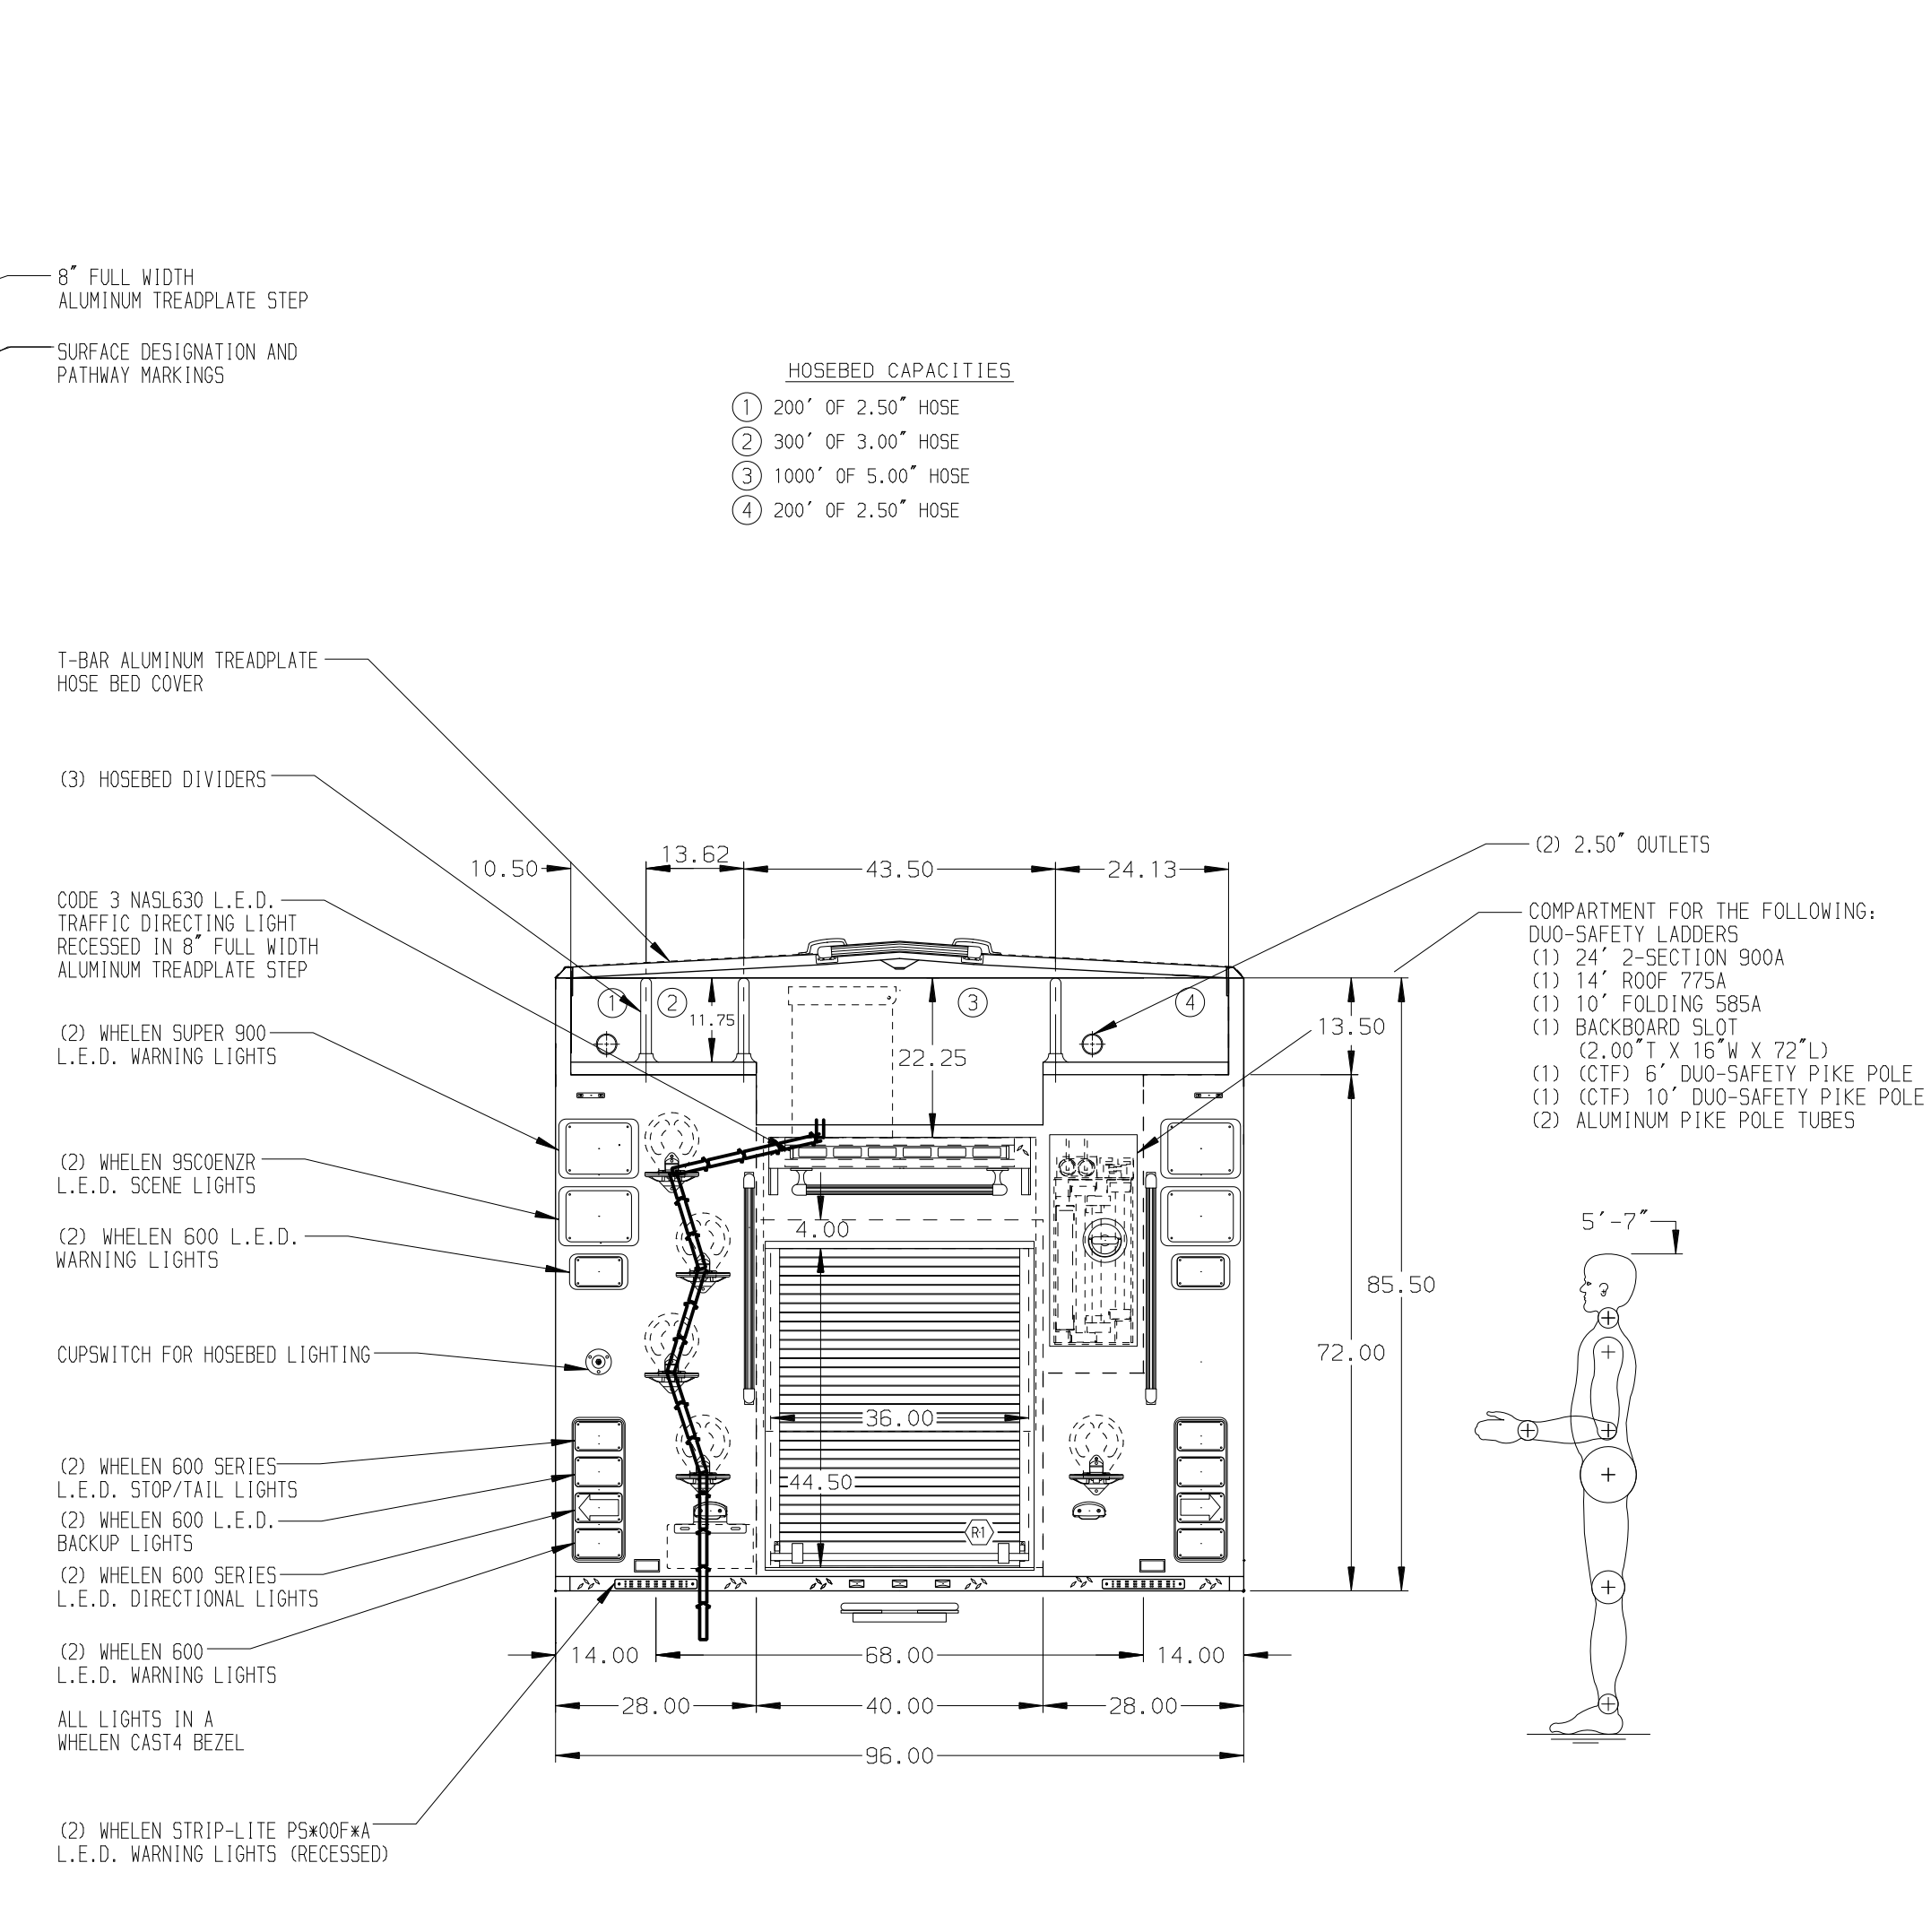 8″ FULL WIDTH
ALUMINUM TREADPLATE STEP
SURFACE DESIGNATION AND
PATHWAY MARKINGS
HOSEBED CAPACITIES
1 200′ OF 2.50″ HOSE
2 300′ OF 3.00″ HOSE
3 1000′ OF 5.00″ HOSE
4 200′ OF 2.50″ HOSE
T-BAR ALUMINUM TREADPLATE
HOSE BED COVER
(3) HOSEBED DIVIDERS
CODE 3 NASL630 L.E.D.
TRAFFIC DIRECTING LIGHT
RECESSED IN 8″ FULL WIDTH
ALUMINUM TREADPLATE STEP
(2) WHELEN SUPER 900
L.E.D. WARNING LIGHTS
(2) WHELEN 9SC0ENZR
L.E.D. SCENE LIGHTS
(2) WHELEN 600 L.E.D.
WARNING LIGHTS
CUPSWITCH FOR HOSEBED LIGHTING
(2) WHELEN 600 SERIES
L.E.D. STOP/TAIL LIGHTS
(2) WHELEN 600 L.E.D.
BACKUP LIGHTS
(2) WHELEN 600 SERIES
L.E.D. DIRECTIONAL LIGHTS
(2) WHELEN 600
L.E.D. WARNING LIGHTS
ALL LIGHTS IN A
WHELEN CAST4 BEZEL
(2) WHELEN STRIP-LITE PS*00F*A
L.E.D. WARNING LIGHTS (RECESSED)
10.50
13.62
43.50
24.13
1
2
3
4
11.75
22.25
13.50
4.00
85.50
72.00
36.00
44.50
R1
14.00
68.00
14.00
28.00
40.00
28.00
96.00
(2) 2.50″ OUTLETS
COMPARTMENT FOR THE FOLLOWING:
DUO-SAFETY LADDERS
(1) 24′ 2-SECTION 900A
(1) 14′ ROOF 775A
(1) 10′ FOLDING 585A
(1) BACKBOARD SLOT
(2.00″T X 16″W X 72″L)
(1) (CTF) 6′ DUO-SAFETY PIKE POLE
(1) (CTF) 10′ DUO-SAFETY PIKE POLE
(2) ALUMINUM PIKE POLE TUBES
5′-7″